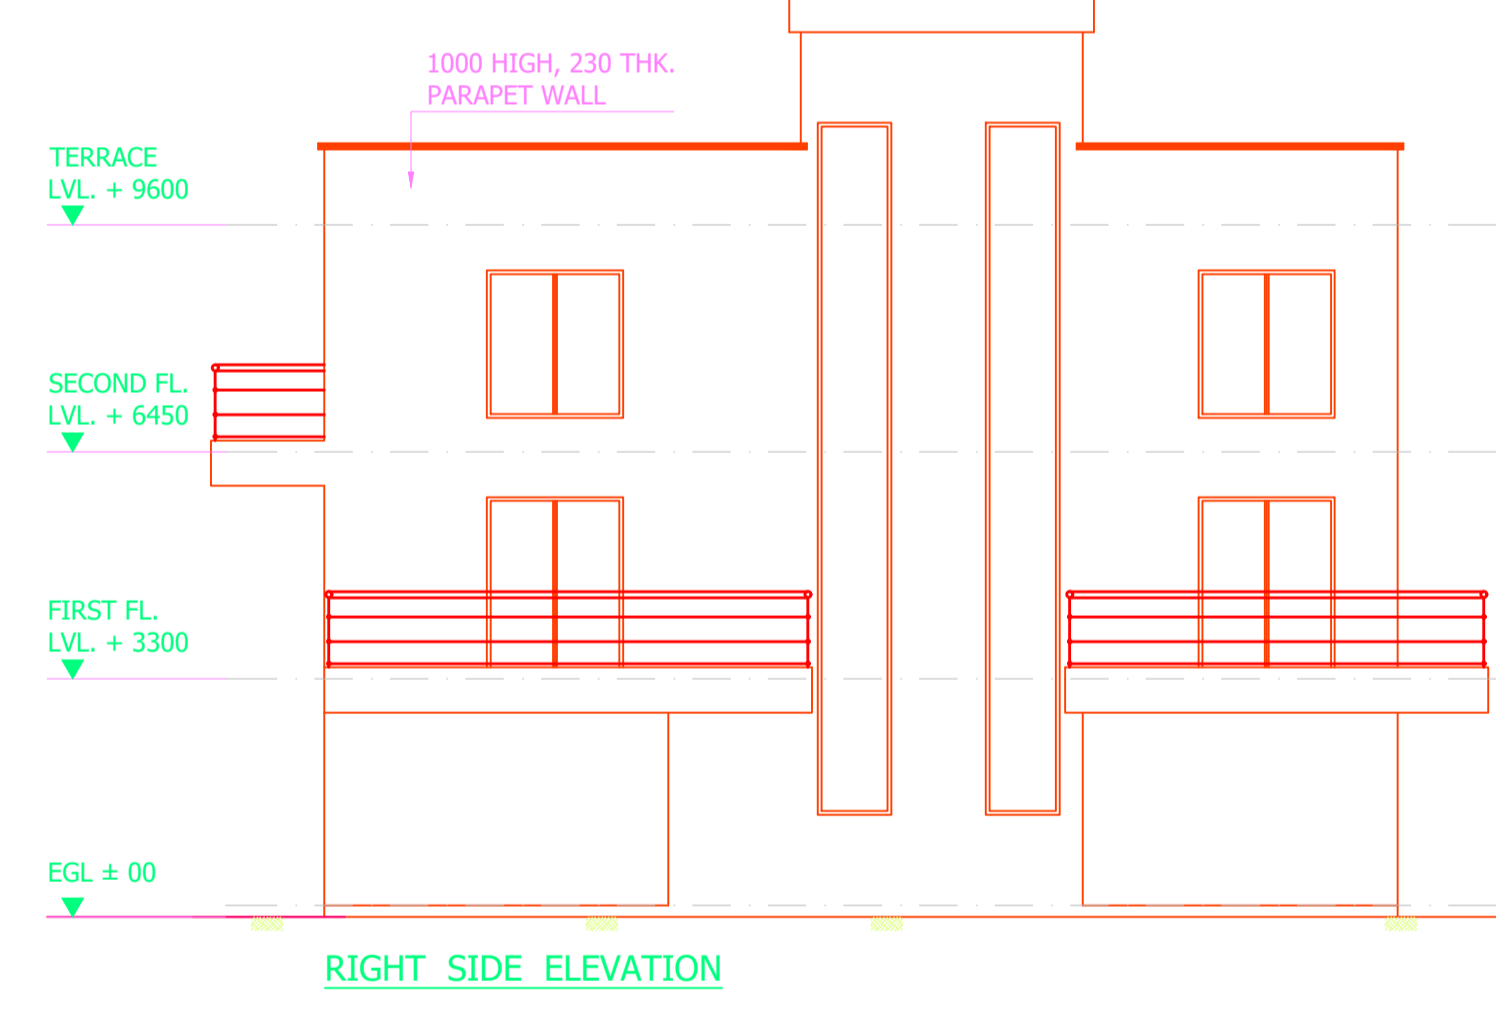 1000 HIGH, 230 THK.
PARAPET WALL
TERRACE
LVL. + 9600
SECOND FL.
LVL. + 6450
FIRST FL.
LVL. + 3300
EGL ± 00
RIGHT SIDE ELEVATION